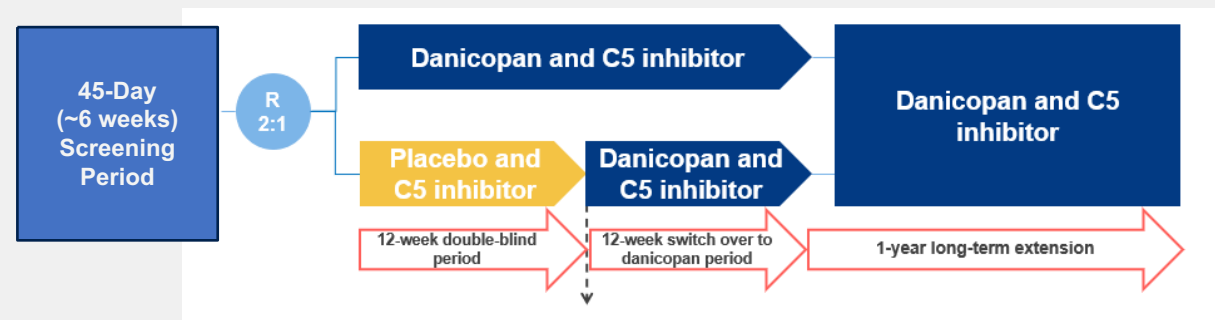 45-Day
(~6 weeks)
Screening
Period
R
2:1
Danicopan and C5 inhibitor
Placebo and
C5 inhibitor
Danicopan and
C5 inhibitor
Danicopan and C5
inhibitor
12-week double-blind
period
12-week switch over to
danicopan period
1-year long-term extension